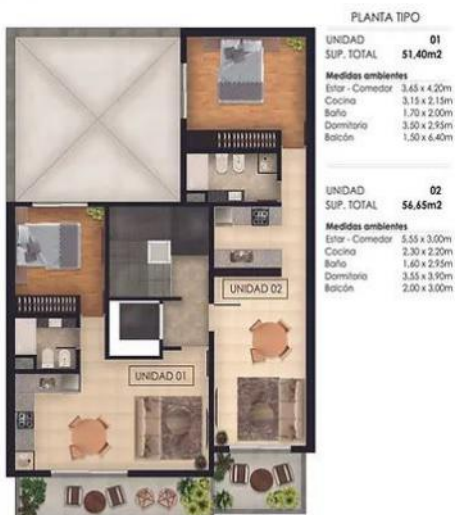 PLANTA TIPO
UNIDAD 01
SUP. TOTAL 51,40m2
Medidas ambientes
Estar - Comedor 3,65 x 4,20m
Cocina 3,15 x 2,15m
Baño 1,70 x 2,00m
Dormitorio 3,50 x 2,95m
Balcón 1,50 x 6,40m
UNIDAD 02
SUP. TOTAL 56,65m2
Medidas ambientes
Estar - Comedor 5,55 x 3,00m
Cocina 2,30 x 2,20m
Baño 1,60 x 2,95m
Dormitorio 3,55 x 3,90m
Balcón 2,00 x 3,00m
UNIDAD 02
UNIDAD 01